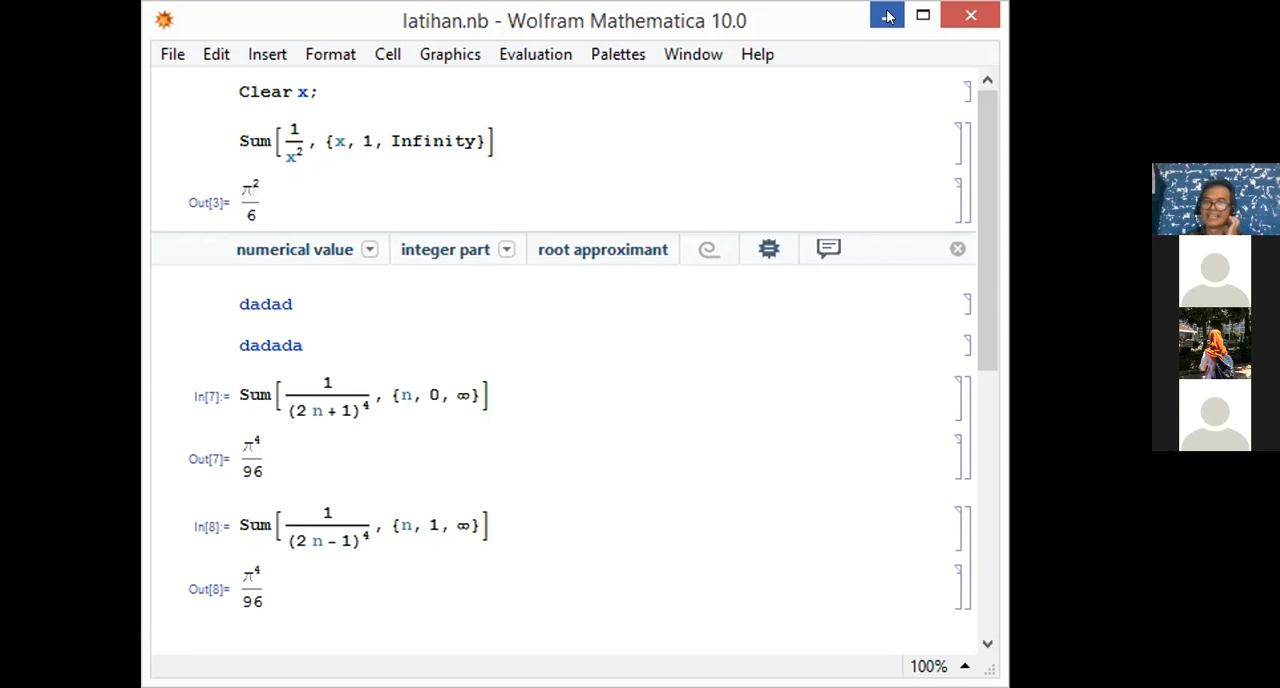 latihan.nb - Wolfram Mathematica 10.0
File Edit Insert Format Cell Graphics Evaluation Palettes Window Help
Clear x;
Sum[1/x^2, {x, 1, Infinity}]
Out[3]= π^2/6
numerical value integer part root approximant
dadad
dadada
In[7]:= Sum[1/(2 n + 1)^4, {n, 0, ∞}]
Out[7]= π^4/96
In[8]:= Sum[1/(2 n - 1)^4, {n, 1, ∞}]
Out[8]= π^4/96
100%